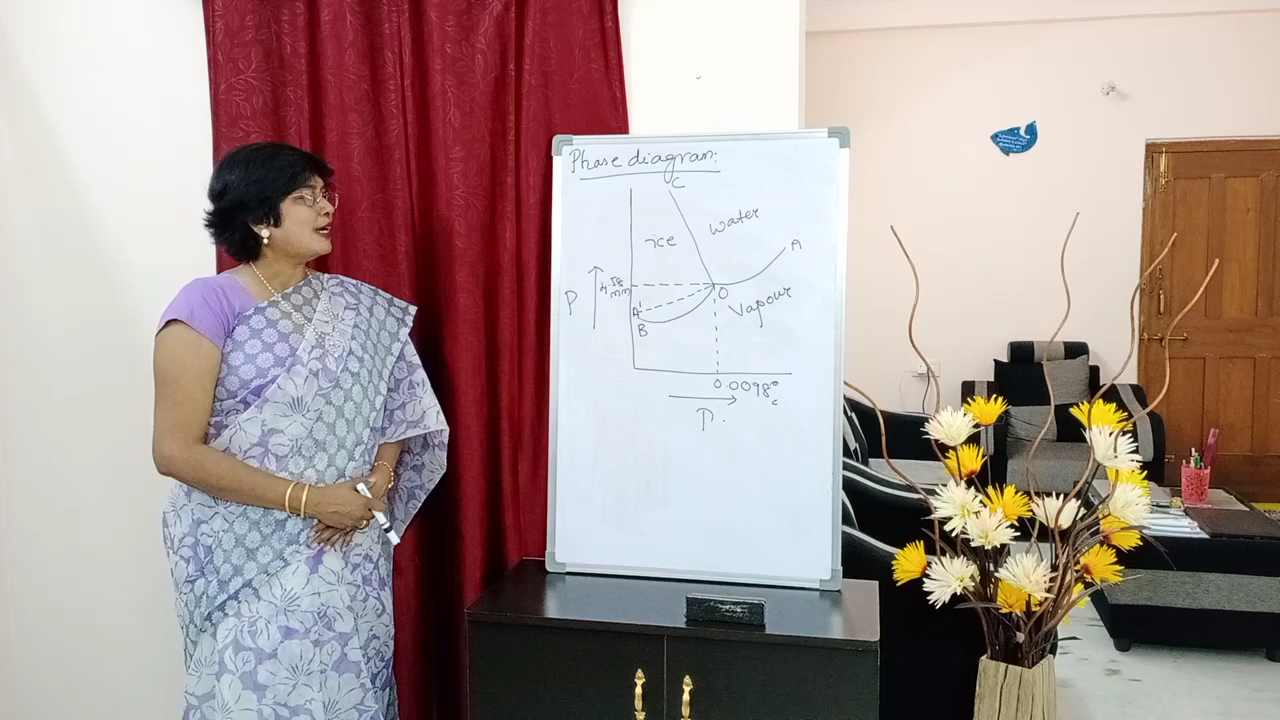 Phase diagram:
C
water
ice
A
P
4.58
mm
O
Vapour
A'
B
0.0098°
c
P.